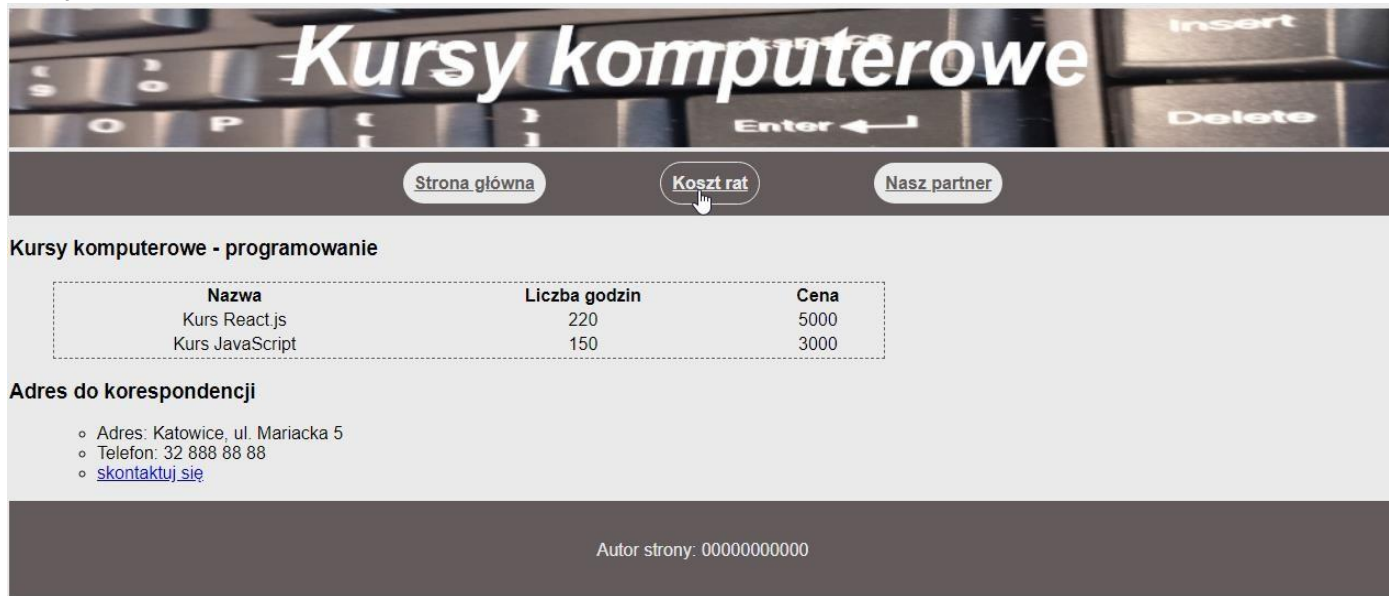 Insert
Kursy komputerowe
O P { }
[ ]
Enter
Delete
Strona główna Koszt rat Nasz partner
Kursy komputerowe - programowanie
Nazwa Liczba godzin Cena
Kurs React.js 220 5000
Kurs JavaScript 150 3000
Adres do korespondencji
Adres: Katowice, ul. Mariacka 5
Telefon: 32 888 88 88
skontaktuj się
Autor strony: 00000000000